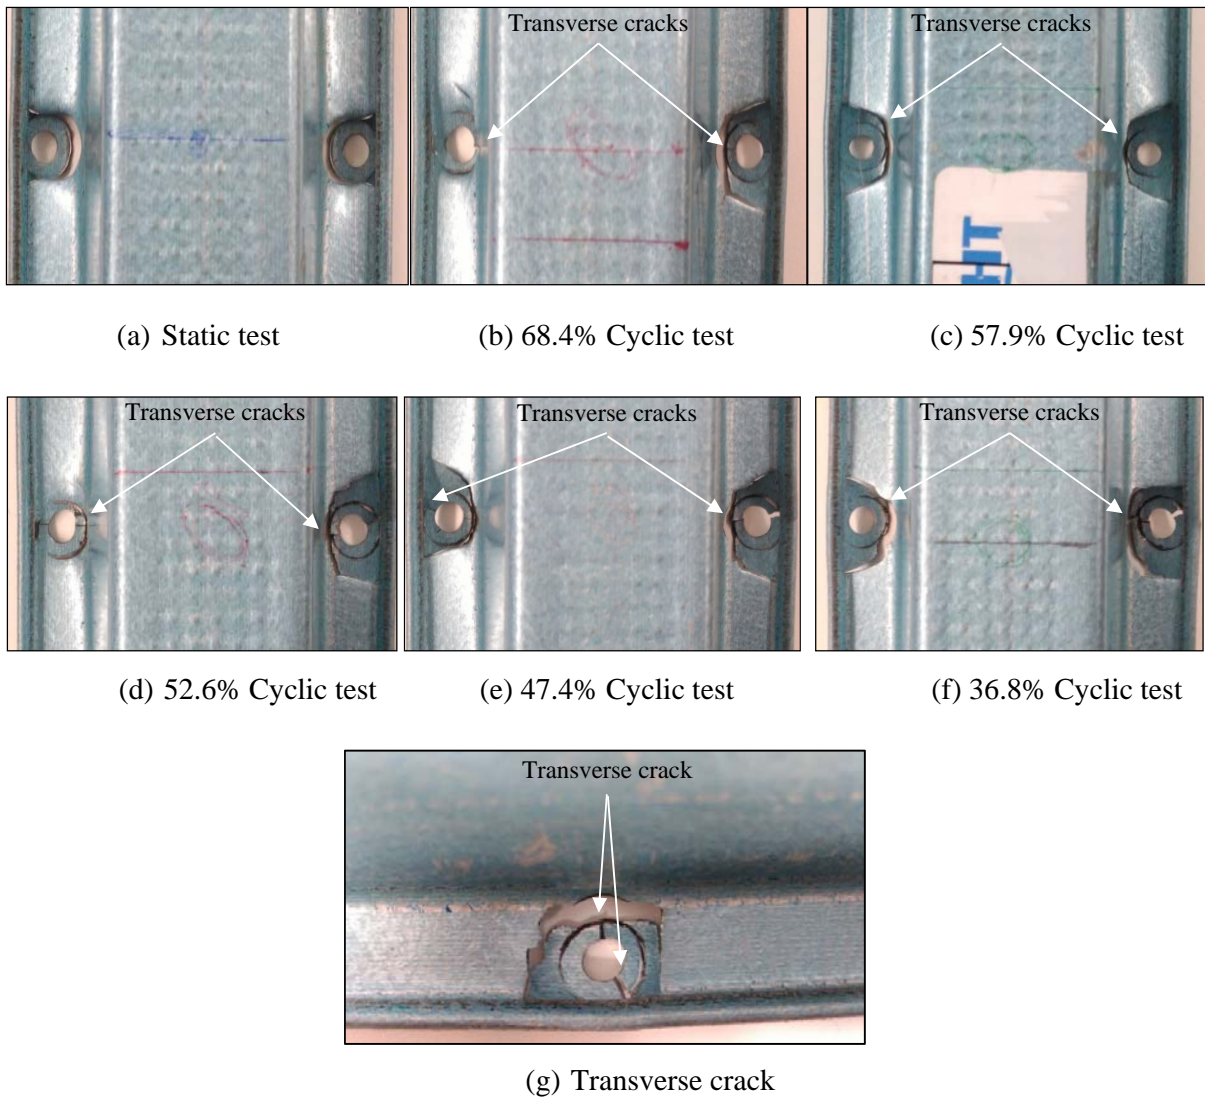 Transverse cracks
Transverse cracks
HIT
(a) Static test
(b) 68.4% Cyclic test
(c) 57.9% Cyclic test
Transverse cracks
Transverse cracks
Transverse cracks
(d) 52.6% Cyclic test
(e) 47.4% Cyclic test
(f) 36.8% Cyclic test
Transverse crack
(g) Transverse crack